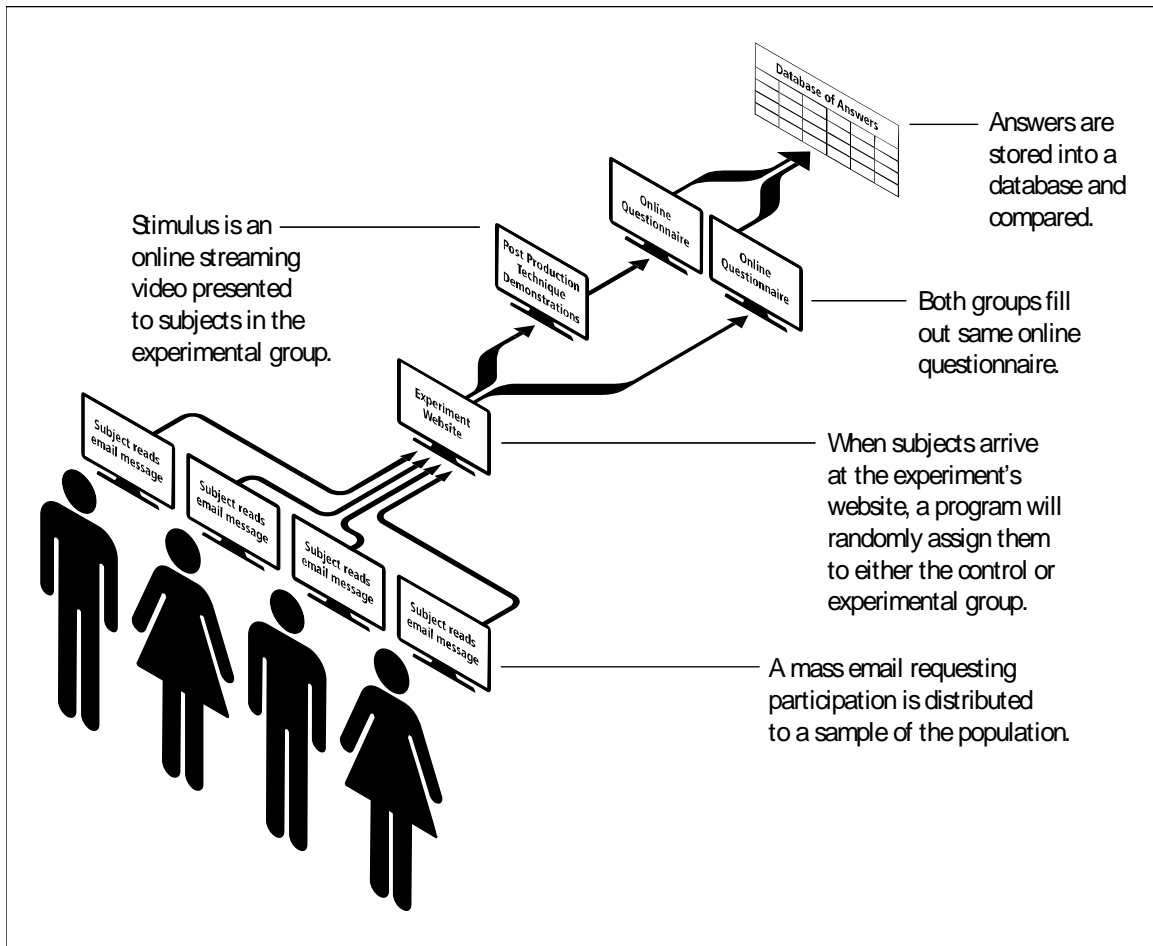 Database of Answers
Answers are
stored into a
database and
compared.
Online
Questionnaire
Online
Questionnaire
Stimulus is an
online streaming
video presented
to subjects in the
experimental group.
Post Production
Technique
Demonstrations
Both groups fill
out same online
questionnaire.
Experiment
Website
When subjects arrive
at the experiment's
website, a program will
randomly assign them
to either the control or
experimental group.
Subject reads
email message
Subject reads
email message
Subject reads
email message
Subject reads
email message
A mass email requesting
participation is distributed
to a sample of the population.